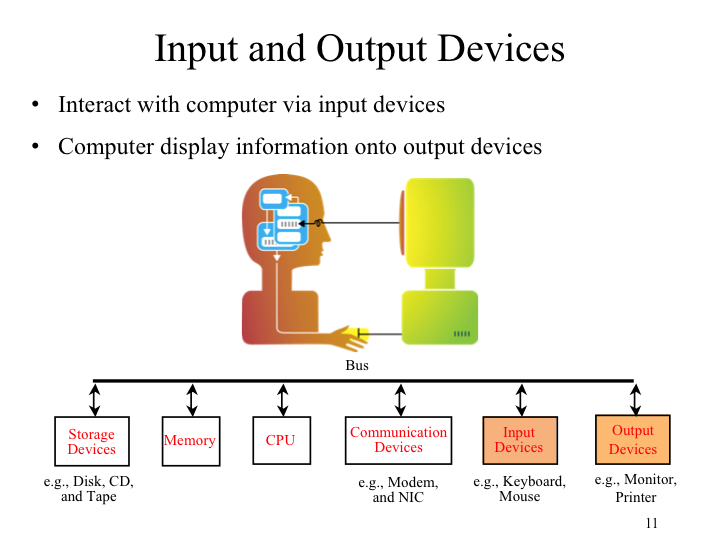 Input and Output Devices
• Interact with computer via input devices
• Computer display information onto output devices
Bus
Storage
Devices
Memory
CPU
Communication
Devices
Input
Devices
Output
Devices
e.g., Disk, CD,
and Tape
e.g., Modem,
and NIC
e.g., Keyboard,
Mouse
e.g., Monitor,
Printer
11